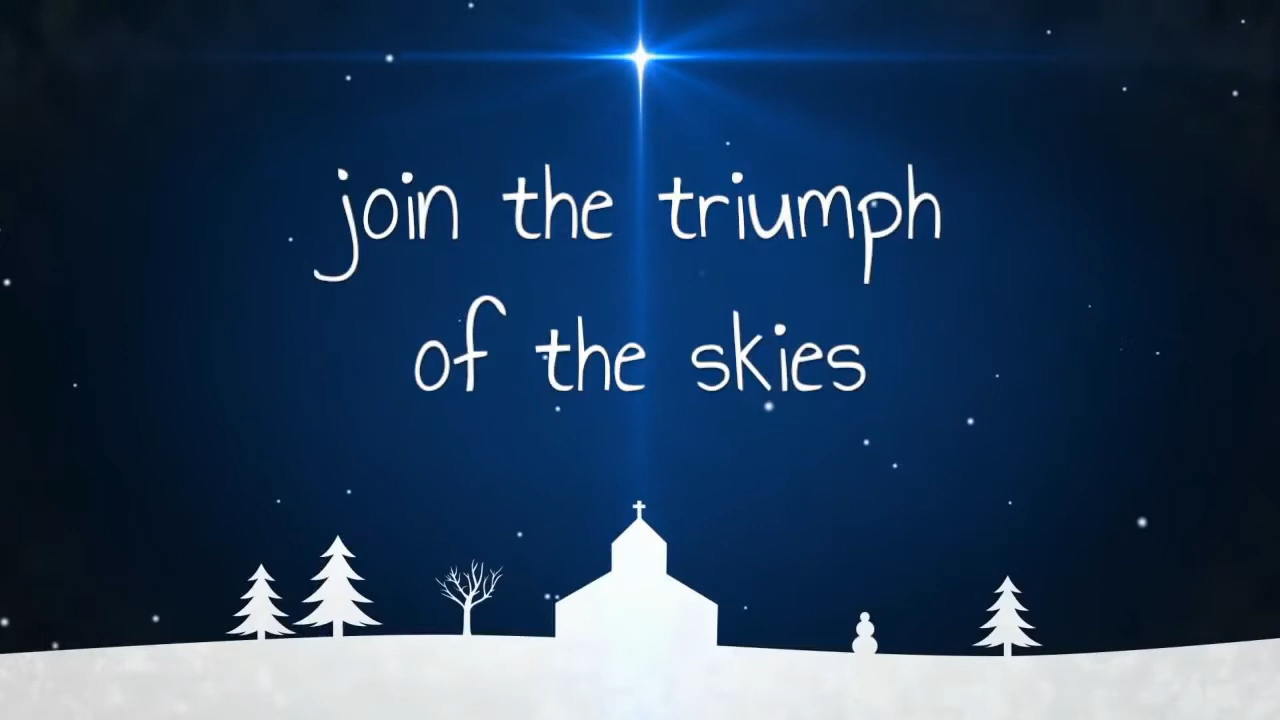 join the triumph
of the skies